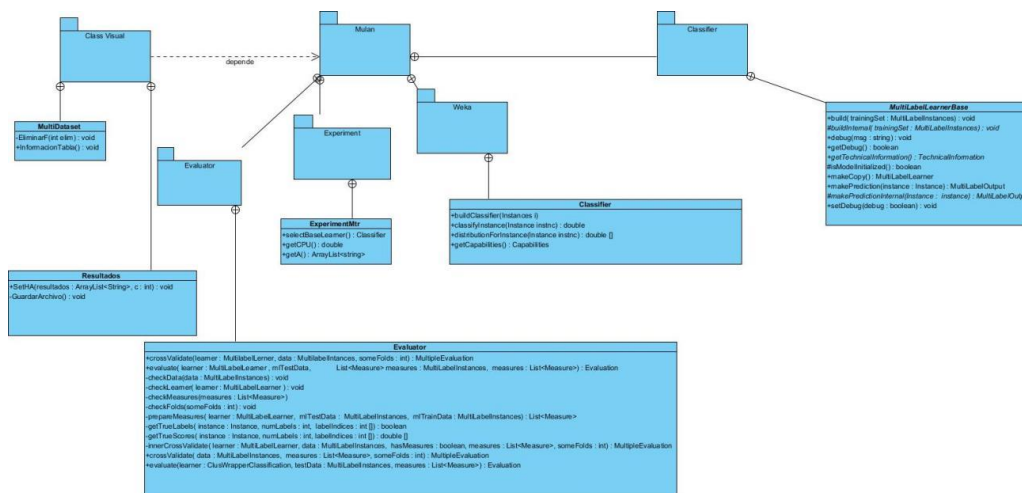 Class Visual
depende
Mulan
Classifier
MultiDataset
-EliminarF(int elim) : void
+InformacionTabla() : void
Evaluator
Experiment
Weka
MultiLabelLearnerBase
+build( trainingSet : MultiLabelInstances) : void
#buildInternal( trainingSet : MultiLabelInstances) : void
+debug(msg : string) : void
+getDebug() : boolean
+getTechnicalInformation() : TechnicalInformation
#isModelInitialized() : boolean
+makeCopy() : MultiLabelLearner
+makePrediction(instance : Instance) : MultiLabelOutput
#makePredictionInternal(Instance : instance) : MultiLabelOutp
+setDebug(debug : boolean) : void
ExperimentMtr
+selectBaseLearner() : Classifier
+getCPU() : double
+getA() : ArrayList<string>
Classifier
+buildClassifier(Instances i)
+classifyInstance(Instance instnc) : double
+distributionForInstance(Instance instnc) : double []
+getCapabilities() : Capabilities
Resultados
+SetHA(resultados : ArrayList<String>, c : int) : void
-GuardarArchivo() : void
Evaluator
+crossValidate(learner : MultilabelLerner, data : MultilabelIntances, someFolds : int) : MultipleEvaluation
+evaluate( learner : MultiLabelLearner , mlTestData, List<Measure> measures : MultiLabelInstances, measures : List<Measure>) : Evaluation
-checkData(data : MultiLabelInstances) : void
-checkLearner( learner : MultiLabelLearner ) : void
-checkMeasures(measures : List<Measure>)
-checkFolds(someFolds : int) : void
-prepareMeasures( learner : MultiLabelLearner, mlTestData : MultiLabelInstances, mlTrainData : MultiLabelInstances) : List<Measure>
-getTrueLabels( instance : Instance, numLabels : int, labelIndices : int []) : boolean
-getTrueScores( instance : Instance, numLabels : int, labelIndices : int []) : double []
-innerCrossValidate( learner : MultiLabelLearner, data : MultiLabelInstances, hasMeasures : boolean, measures : List<Measure>, someFolds : int) : MultipleEvaluation
+crossValidate( data : MultiLabelInstances, measures : List<Measure>, someFolds : int) : MultipleEvaluation
+evaluate(learner : ClusWrapperClassification, testData : MultiLabelInstances, measures : List<Measure>) : Evaluation